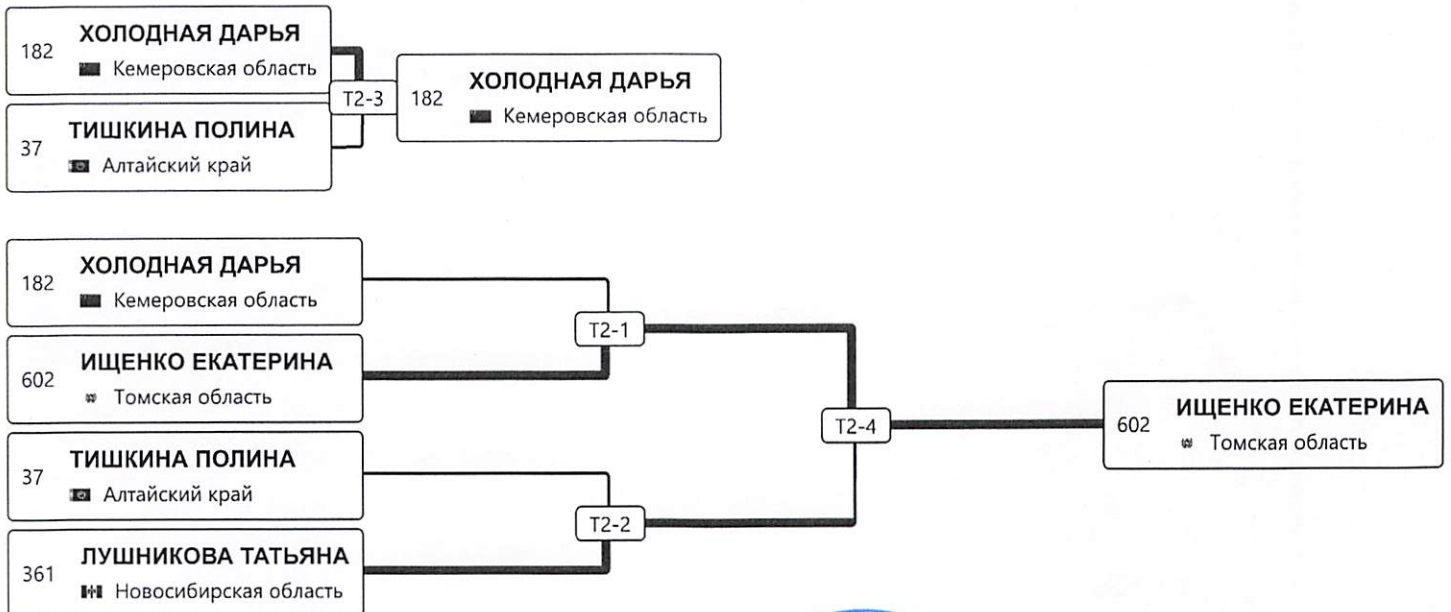 182
ХОЛОДНАЯ ДАРЬЯ
Кемеровская область
37
ТИШКИНА ПОЛИНА
Алтайский край
T2-3
182
ХОЛОДНАЯ ДАРЬЯ
Кемеровская область
182
ХОЛОДНАЯ ДАРЬЯ
Кемеровская область
602
ИЩЕНКО ЕКАТЕРИНА
Томская область
T2-1
37
ТИШКИНА ПОЛИНА
Алтайский край
361
ЛУШНИКОВА ТАТЬЯНА
Новосибирская область
T2-2
T2-4
602
ИЩЕНКО ЕКАТЕРИНА
Томская область